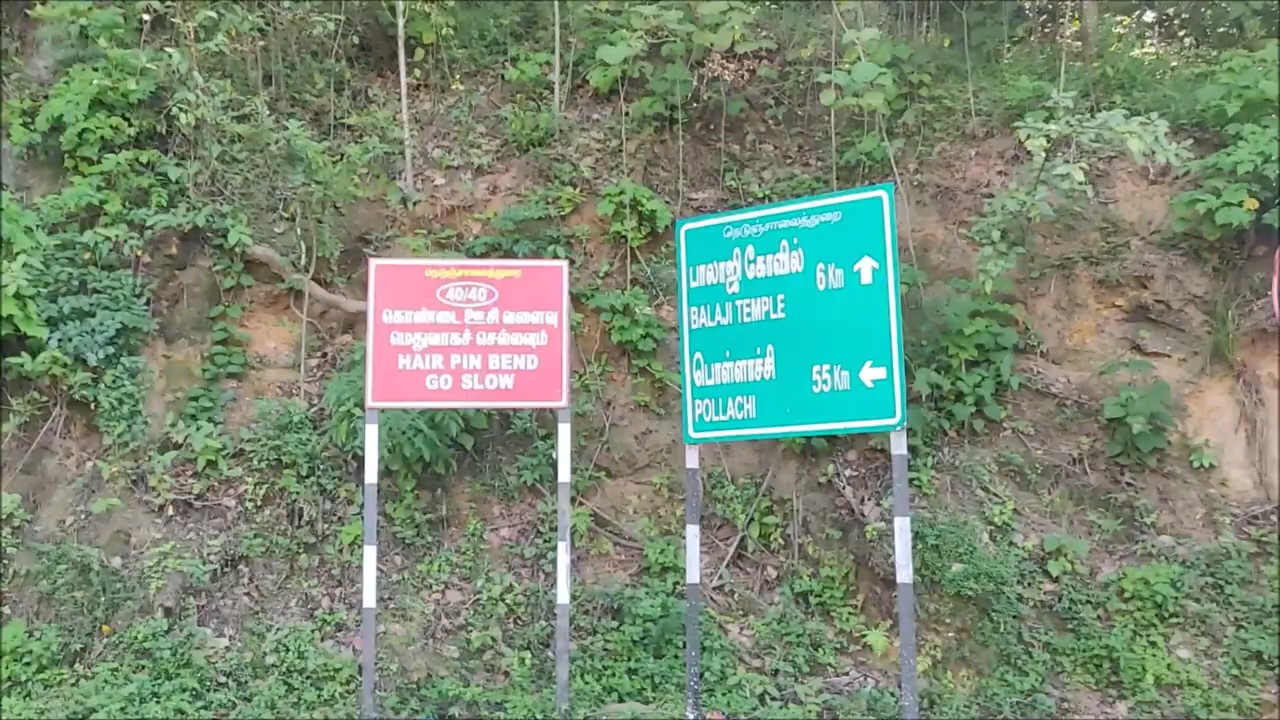 நெடுஞ்சாலைத்துறை
40/40
கொண்டை ஊசி வளைவு
மெதுவாகச் செல்லவும்
HAIR PIN BEND
GO SLOW
நெடுஞ்சாலைத்துறை
பாலாஜி கோவில் 6 Km
BALAJI TEMPLE
பொள்ளாச்சி 55 Km
POLLACHI